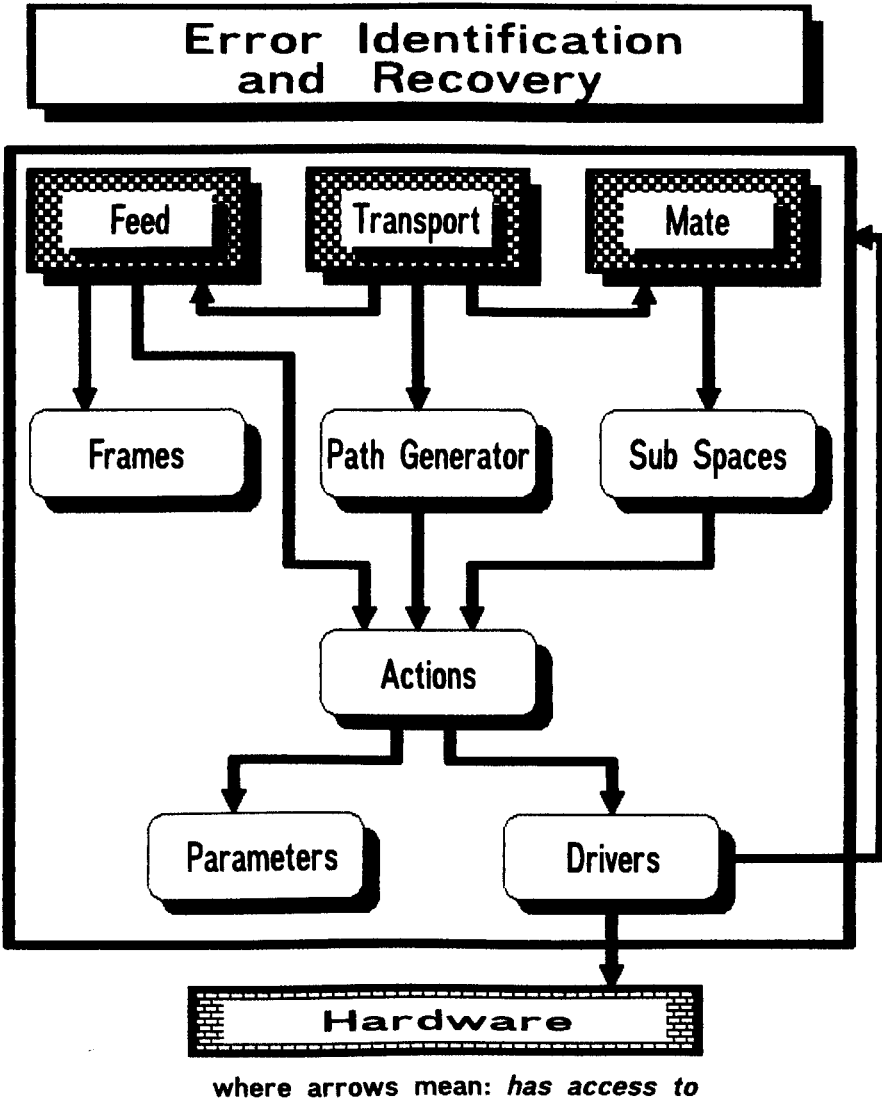 Error Identification
and Recovery
Feed
Transport
Mate
Frames
Path Generator
Sub Spaces
Actions
Parameters
Drivers
Hardware
where arrows mean: has access to